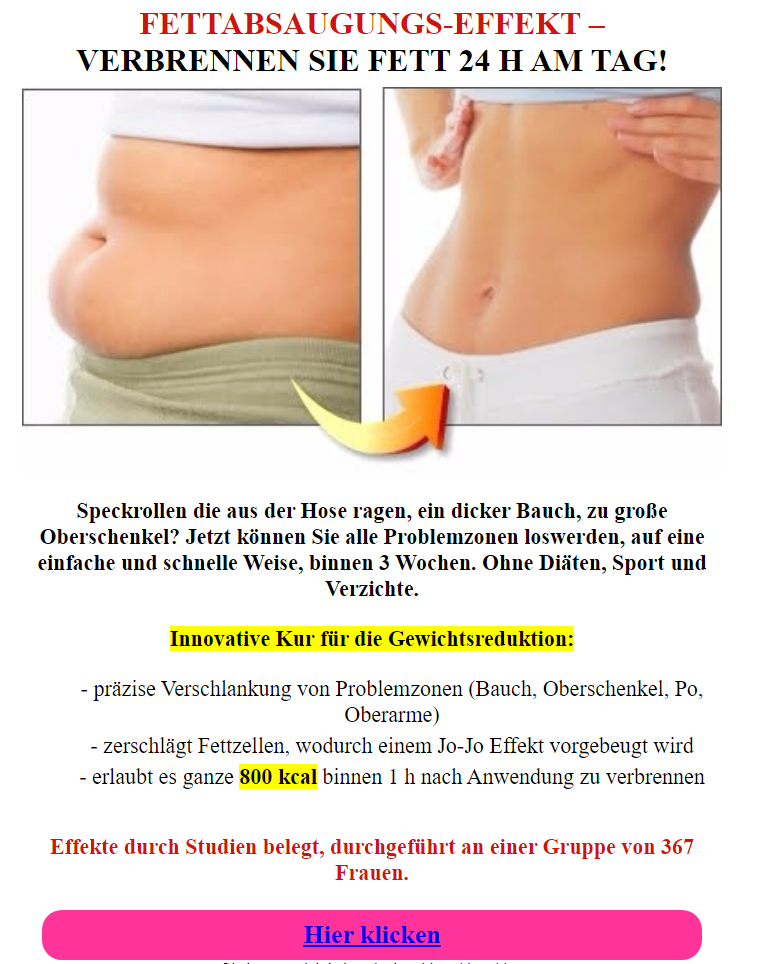 FETTABSAUGUNGS-EFFEKT –
VERBRENNEN SIE FETT 24 H AM TAG!
Speckrollen die aus der Hose ragen, ein dicker Bauch, zu große
Oberschenkel? Jetzt können Sie alle Problemzonen loswerden, auf eine
einfache und schnelle Weise, binnen 3 Wochen. Ohne Diäten, Sport und
Verzichte.
Innovative Kur für die Gewichtsreduktion:
- präzise Verschlankung von Problemzonen (Bauch, Oberschenkel, Po,
Oberarme)
- zerschlägt Fettzellen, wodurch einem Jo-Jo Effekt vorgebeugt wird
- erlaubt es ganze 800 kcal binnen 1 h nach Anwendung zu verbrennen
Effekte durch Studien belegt, durchgeführt an einer Gruppe von 367
Frauen.
Hier klicken